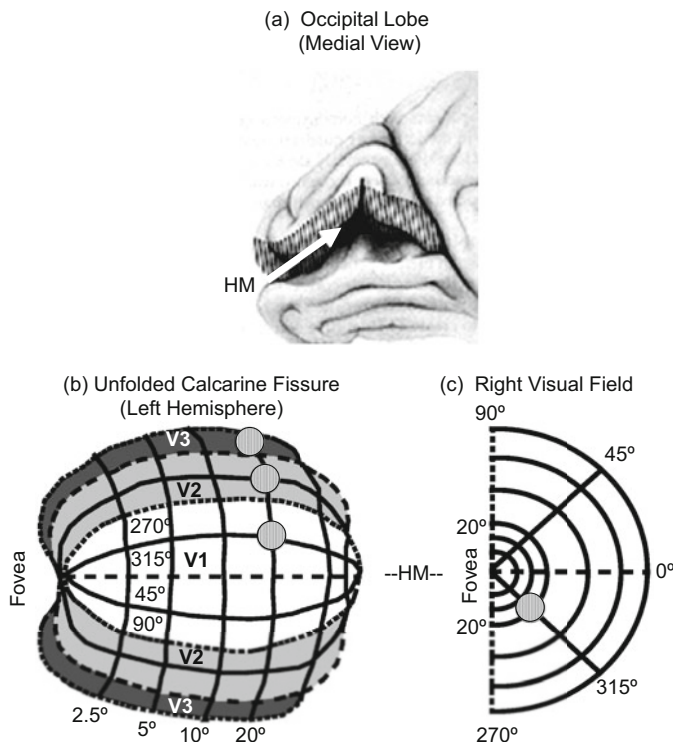 (a) Occipital Lobe
(Medial View)
HM
(b) Unfolded Calcarine Fissure
(Left Hemisphere)
V3
V2
270º
315º
V1
45º
90º
V2
V3
Fovea
2.5º
5º
10º
20º
--HM--
(c) Right Visual Field
90º
45º
20º
Fovea
0º
20º
315º
270º